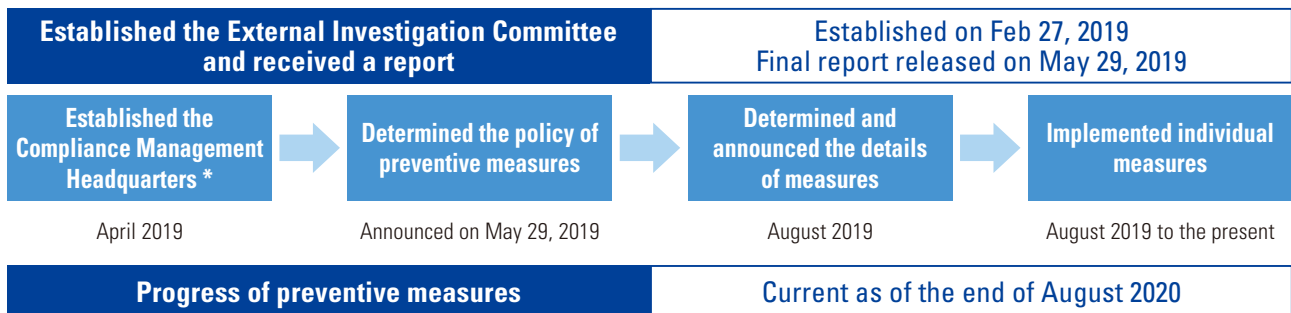 Established the External Investigation Committee
and received a report
Established on Feb 27, 2019
Final report released on May 29, 2019
Established the
Compliance Management
Headquarters *
Determined the policy of
preventive measures
Determined and
announced the details
of measures
Implemented individual
measures
April 2019
Announced on May 29, 2019
August 2019
August 2019 to the present
Progress of preventive measures
Current as of the end of August 2020